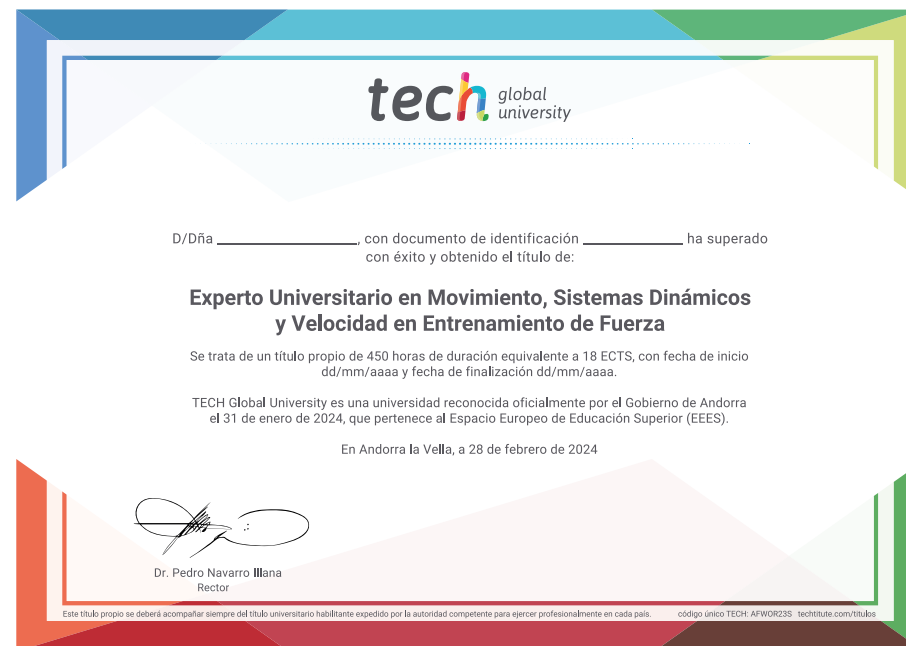 tech global university
D/Dña ______________, con documento de identificación __________ ha superado
con éxito y obtenido el título de:
Experto Universitario en Movimiento, Sistemas Dinámicos
y Velocidad en Entrenamiento de Fuerza
Se trata de un título propio de 450 horas de duración equivalente a 18 ECTS, con fecha de inicio
dd/mm/aaaa y fecha de finalización dd/mm/aaaa.
TECH Global University es una universidad reconocida oficialmente por el Gobierno de Andorra
el 31 de enero de 2024, que pertenece al Espacio Europeo de Educación Superior (EEES).
En Andorra la Vella, a 28 de febrero de 2024
Dr. Pedro Navarro Illana
Rector
Este título propio se deberá acompañar siempre del título universitario habilitante expedido por la autoridad competente para ejercer profesionalmente en cada país. código único TECH: AFWOR23S techtitute.com/titulos